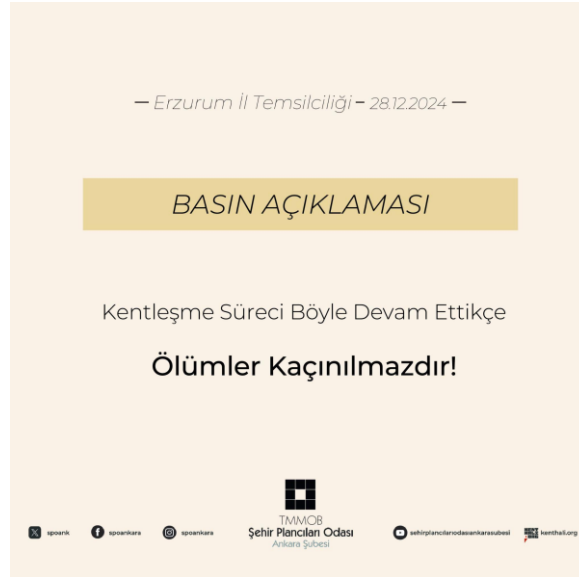 — Erzurum İl Temsilciliği – 28.12.2024 —
BASIN AÇIKLAMASI
Kentleşme Süreci Böyle Devam Ettikçe
Ölümler Kaçınılmazdır!
TMMOB
Şehir Plancıları Odası
Ankara Şubesi
spoank
spoankara
spoankara
sehirplancilariodasiankarasubesi
kenthali.org